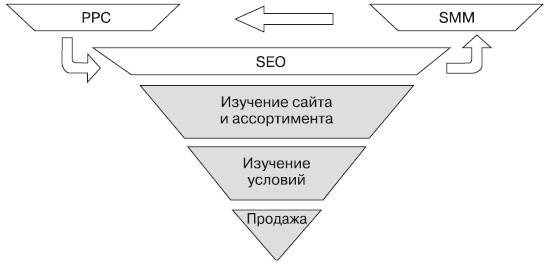 PPC
SMM
SEO
Изучение сайта
и ассортимента
Изучение
условий
Продажа